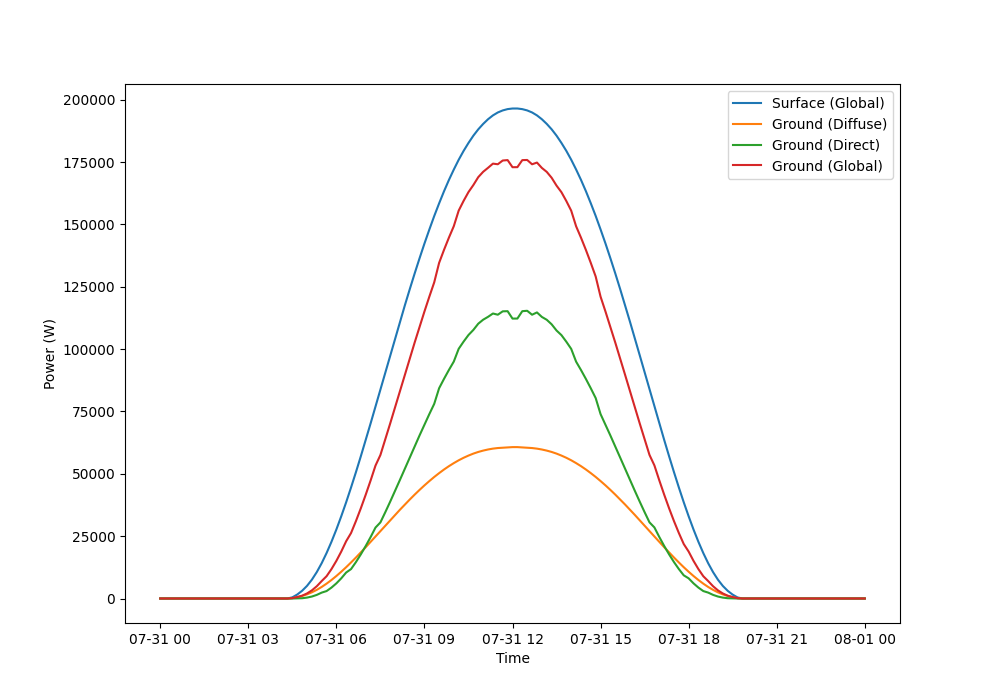 200000
175000
150000
125000
100000
75000
50000
25000
0
Power (W)
Surface (Global)
Ground (Diffuse)
Ground (Direct)
Ground (Global)
07-31 00 07-31 03 07-31 06 07-31 09 07-31 12 07-31 15 07-31 18 07-31 21 08-01 00
Time